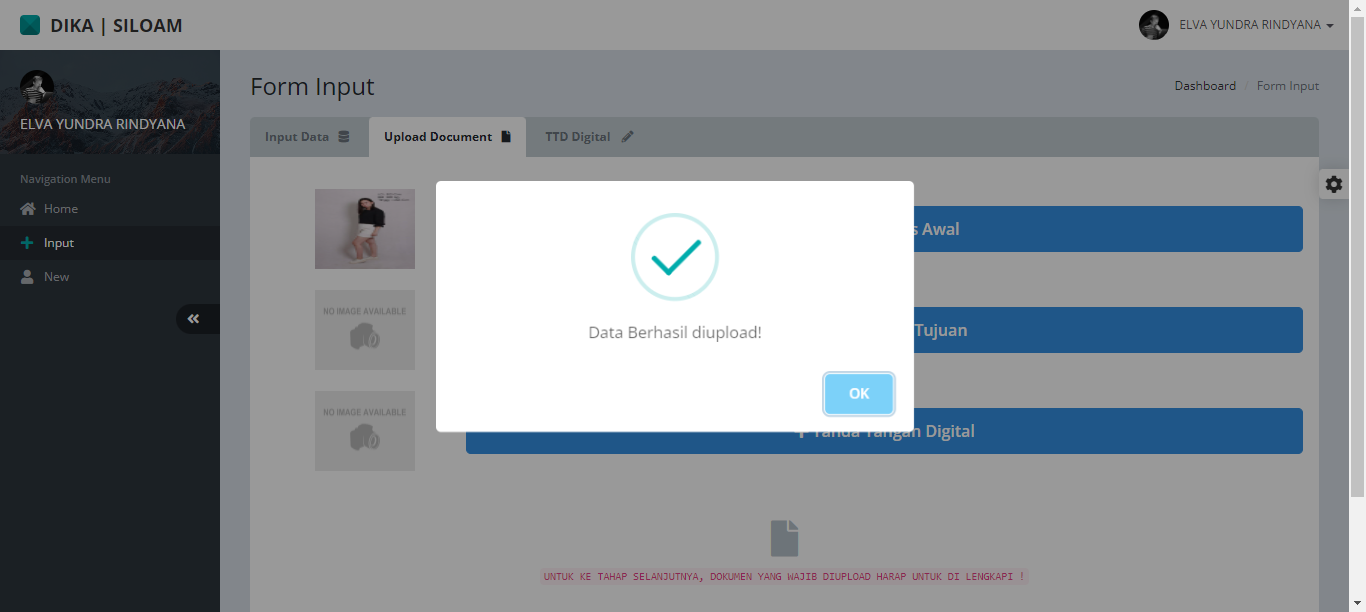 DIKA | SILOAM
ELVA YUNDRA RINDYANA
ELVA YUNDRA RINDYANA
Navigation Menu
Home
Input
New
Form Input
Dashboard / Form Input
Input Data
Upload Document
TTD Digital
Awal
NO IMAGE AVAILABLE
Tujuan
NO IMAGE AVAILABLE
Tanda Tangan Digital
Data Berhasil diupload!
OK
UNTUK KE TAHAP SELANJUTNYA, DOKUMEN YANG WAJIB DIUPLOAD HARAP UNTUK DI LENGKAPI !